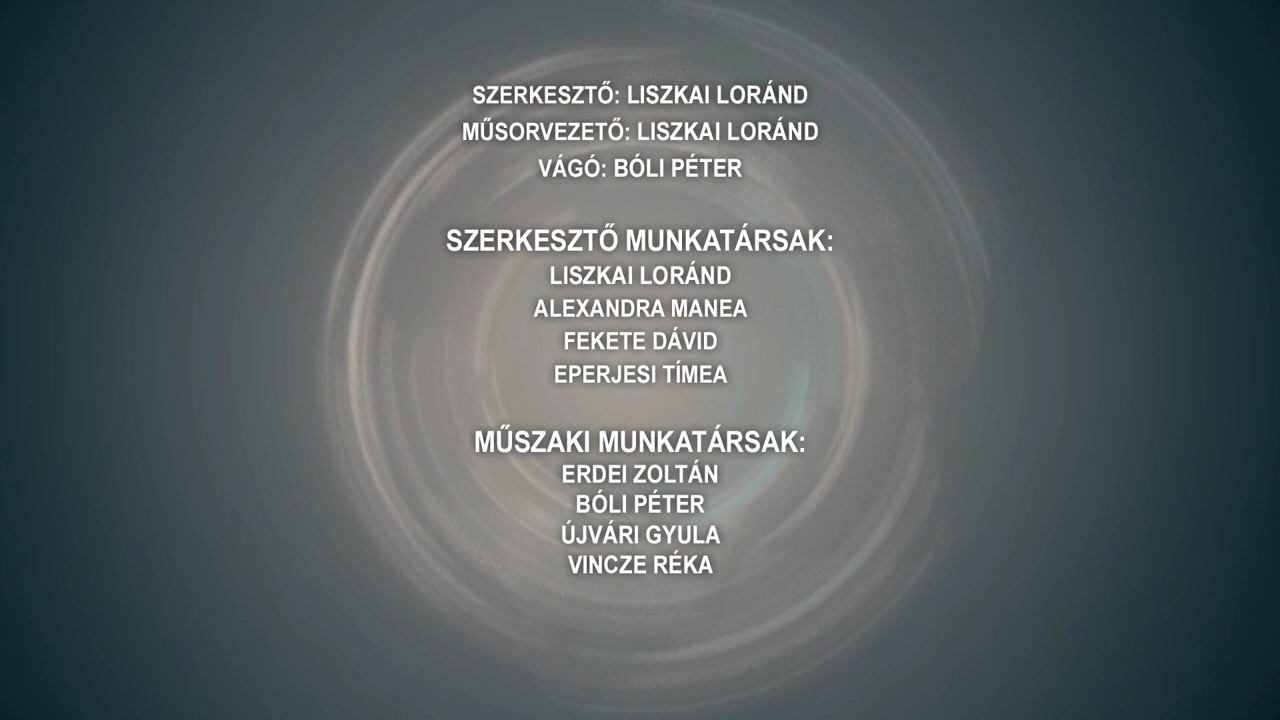 SZERKESZTŐ: LISZKAI LORÁND
MŰSORVEZETŐ: LISZKAI LORÁND
VÁGÓ: BÓLI PÉTER
SZERKESZTŐ MUNKATÁRSAK:
LISZKAI LORÁND
ALEXANDRA MANEA
FEKETE DÁVID
EPERJESI TÍMEA
MŰSZAKI MUNKATÁRSAK:
ERDEI ZOLTÁN
BÓLI PÉTER
ÚJVÁRI GYULA
VINCZE RÉKA